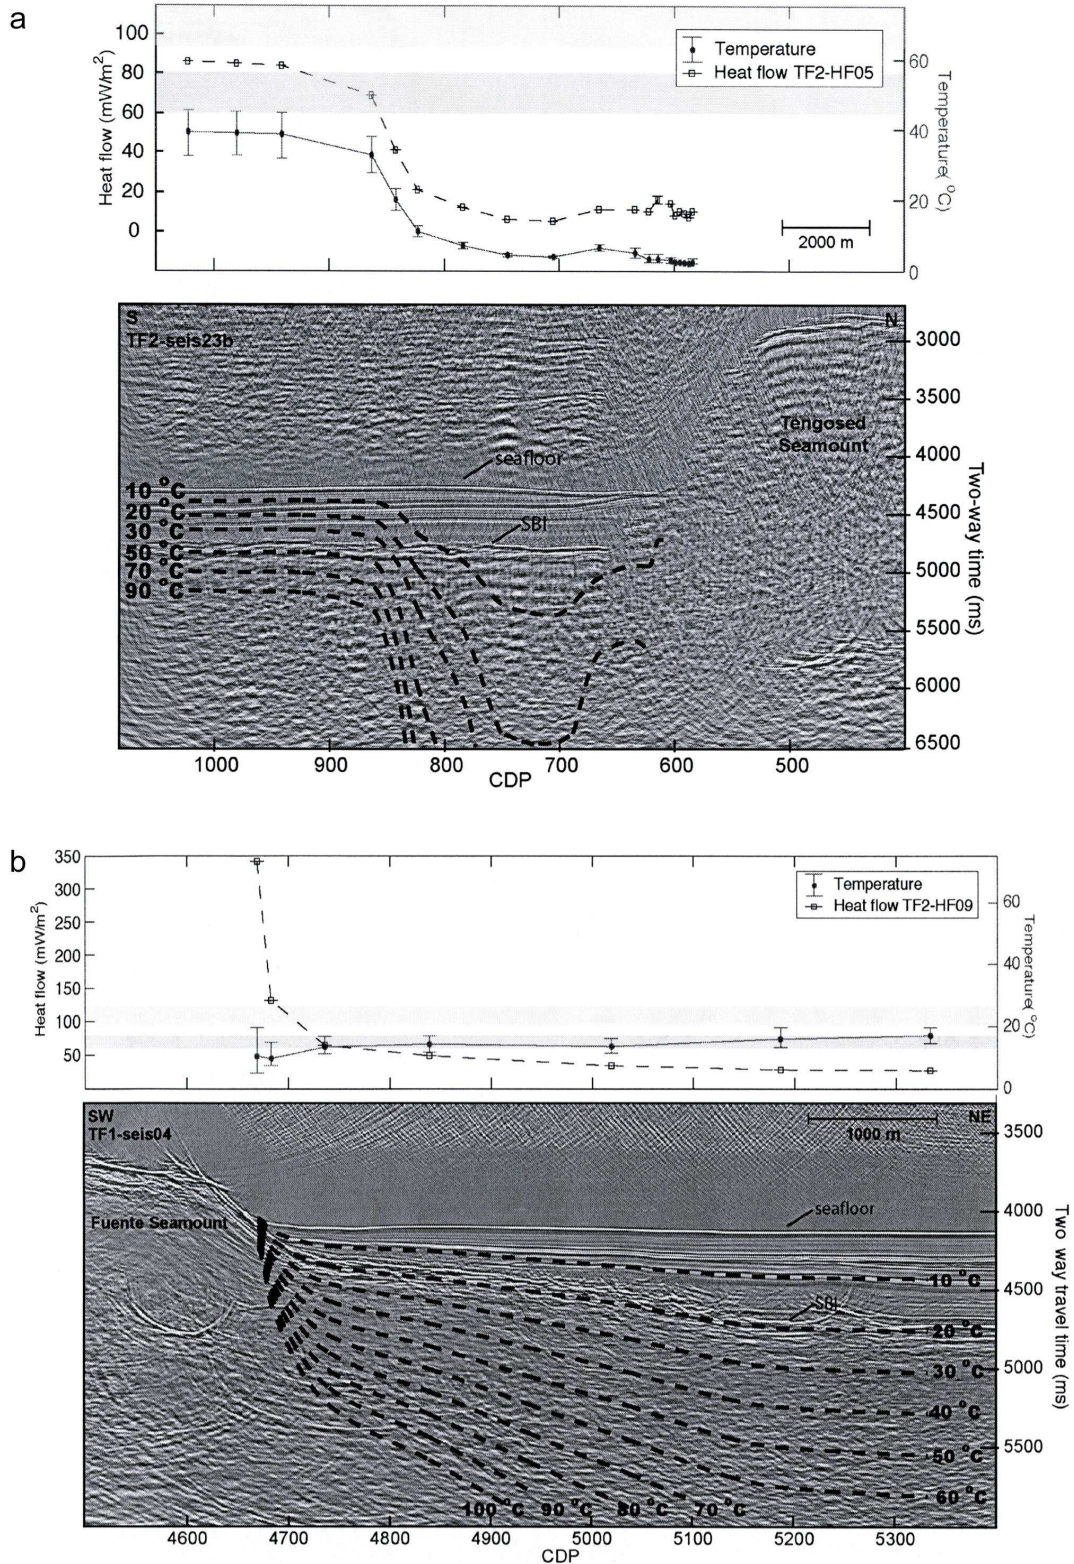 a
100
80
60
40
20
0
Heat flow (mW/m²)
Temperature
Heat flow TF2-HF05
60
40
20
0
Temperature( °C)
2000 m
S
N
TF2-seis23b
Tengosed
Seamount
seafloor
SBI
10 °C
20 °C
30 °C
50 °C
70 °C
90 °C
3000
3500
4000
4500
5000
5500
6000
6500
Two-way time (ms)
1000
900
800
700
600
500
CDP
b
350
300
250
200
150
100
50
Heat flow (mW/m²)
Temperature
Heat flow TF2-HF09
60
40
20
0
Temperature( °C)
SW
NE
TF1-seis04
1000 m
Fuente Seamount
seafloor
SBI
10 °C
20 °C
30 °C
40 °C
50 °C
60 °C
100 °C
90 °C
80 °C
70 °C
3500
4000
4500
5000
5500
Two way travel time (ms)
4600
4700
4800
4900
5000
5100
5200
5300
CDP